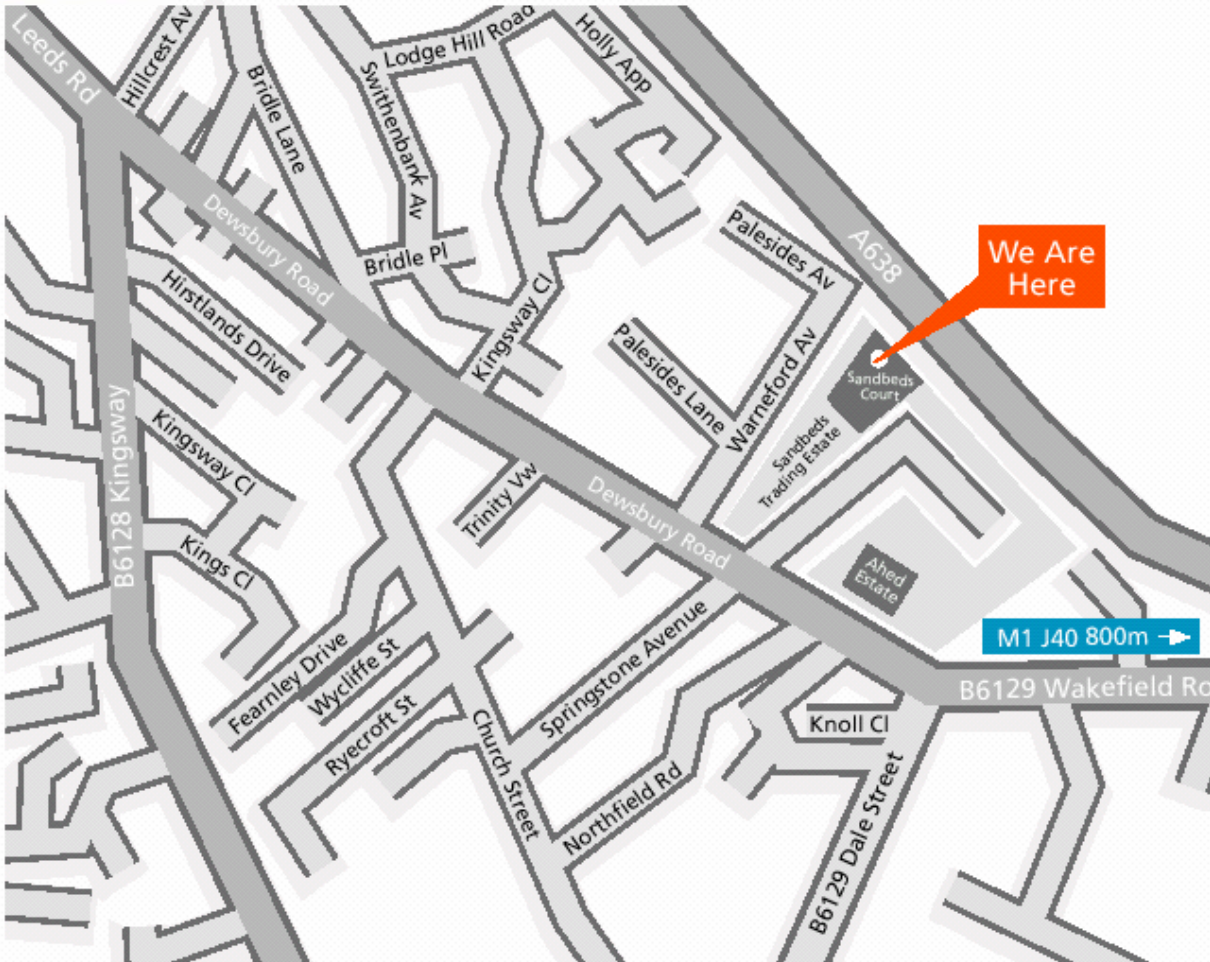 Leeds Rd
Hillcrest Av
Bridle Lane
Swithenbank Av
Lodge Hill Road
Holly App
Dewsbury Road
Bridle Pl
Palesides Av
A638
We Are
Here
Hirstlands Drive
Kingsway Cl
Palesides Lane
Warneford Av
Sandbeds
Court
B6128 Kingsway
Kingsway Cl
Sandbeds
Trading Estate
Trinity Vw
Dewsbury Road
Kings Cl
Ahed
Estate
M1 J40 800m
Fearnley Drive
Wycliffe St
Ryecroft St
Springstone Avenue
B6129 Wakefield Ro
Church Street
Knoll Cl
Northfield Rd
B6129 Dale Street